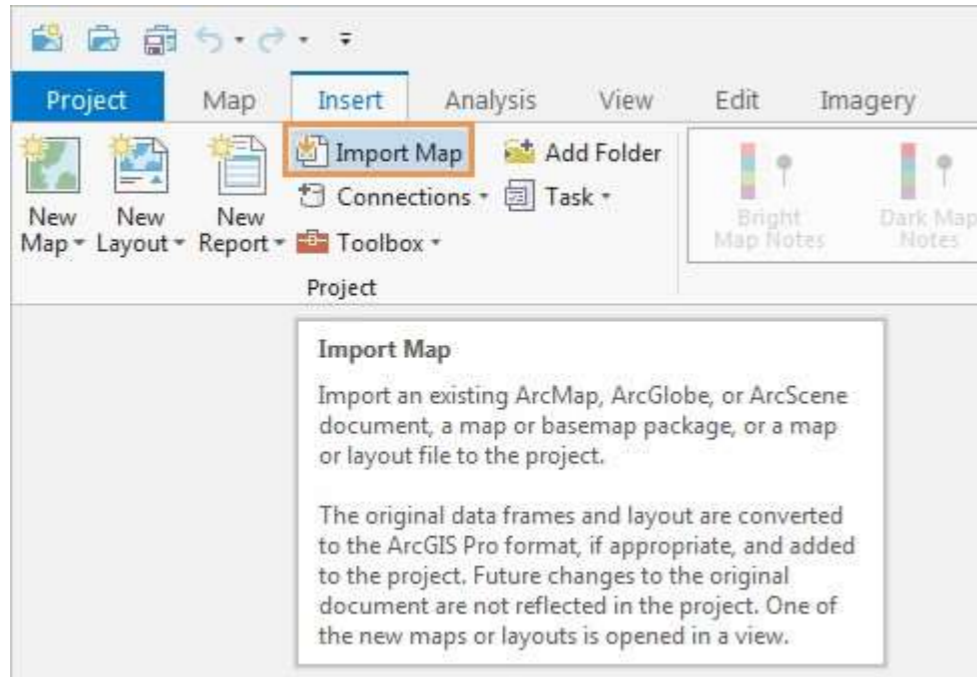 Project Map Insert Analysis View Edit Imagery
Import Map Add Folder
Connections Task
New Map New Layout New Report
Toolbox
Bright Map Notes
Dark Map Notes
Project
Import Map
Import an existing ArcMap, ArcGlobe, or ArcScene
document, a map or basemap package, or a map
or layout file to the project.
The original data frames and layout are converted
to the ArcGIS Pro format, if appropriate, and added
to the project. Future changes to the original
document are not reflected in the project. One of
the new maps or layouts is opened in a view.